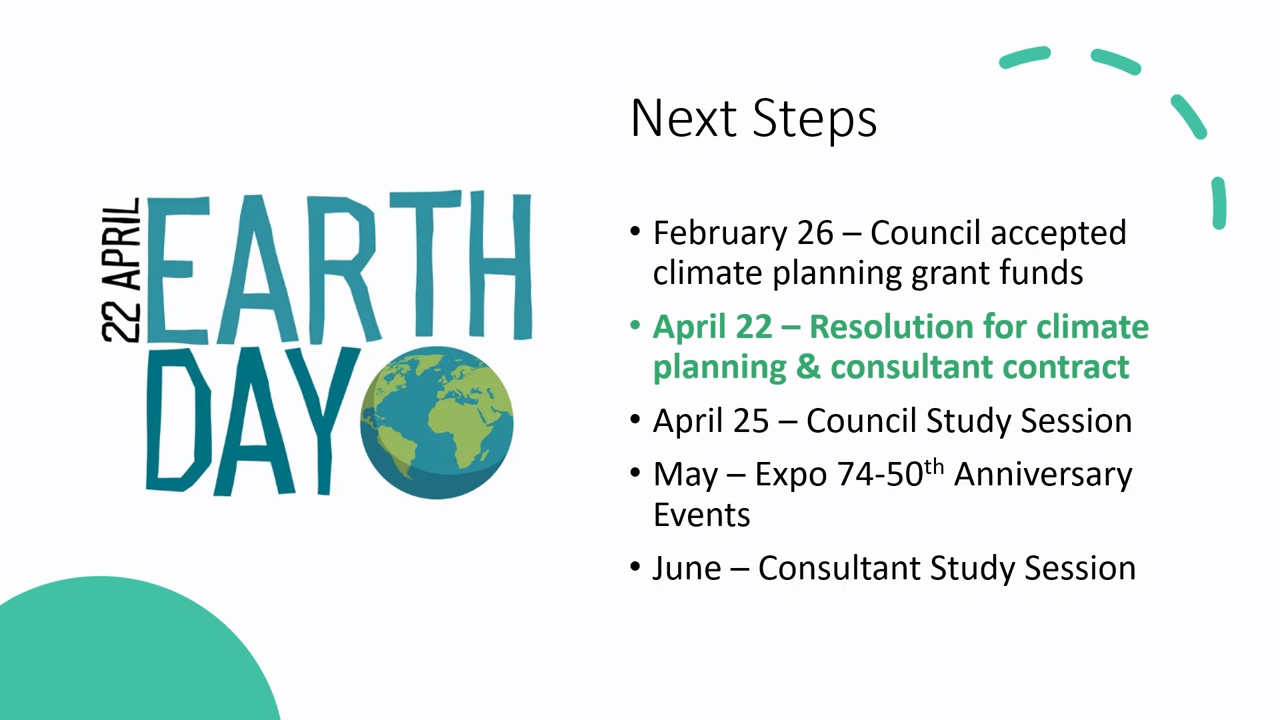 22 APRIL
EARTH
DAY
Next Steps
• February 26 – Council accepted
climate planning grant funds
• April 22 – Resolution for climate
planning & consultant contract
• April 25 – Council Study Session
• May – Expo 74-50th Anniversary
Events
• June – Consultant Study Session